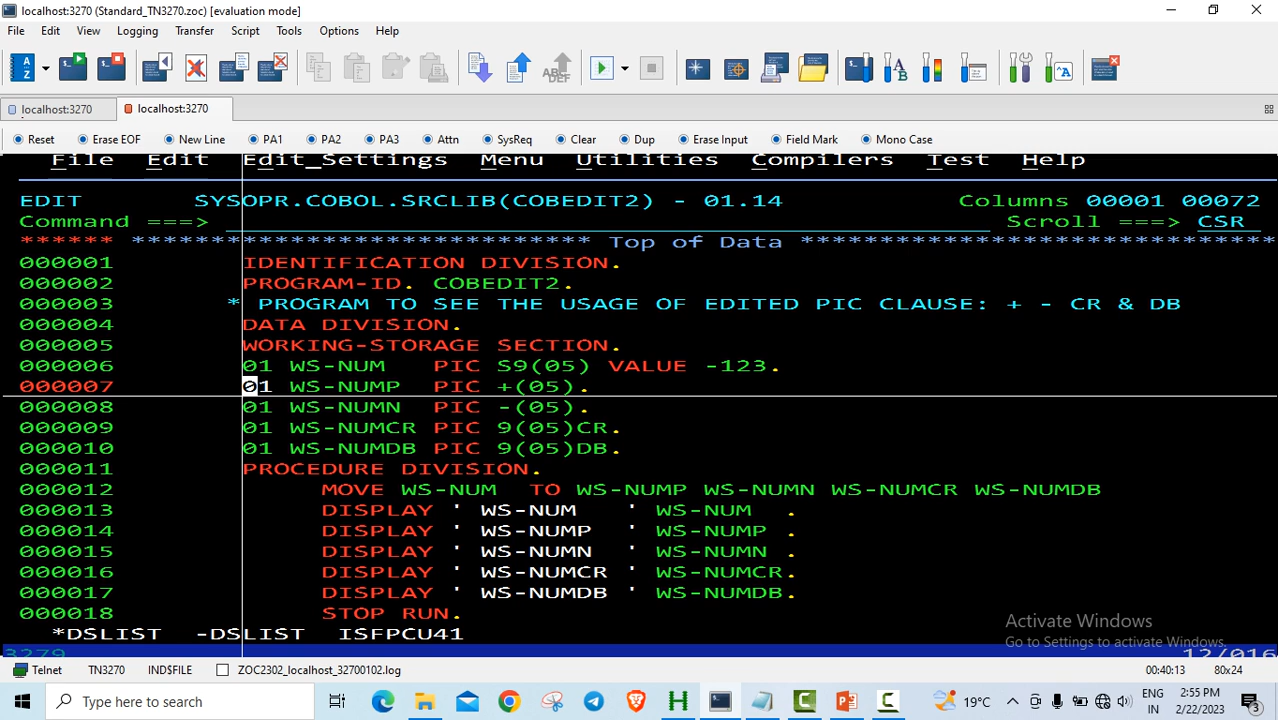 localhost:3270 (Standard_TN3270.zoc) [evaluation mode]
File Edit View Logging Transfer Script Tools Options Help
localhost:3270 localhost:3270
Reset Erase EOF New Line PA1 PA2 PA3 Attn SysReq Clear Dup Erase Input Field Mark Mono Case
File Edit Edit_Settings Menu Utilities Compilers Test Help
EDIT SYSOPR.COBOL.SRCLIB(COBEDIT2) - 01.14 Columns 00001 00072
Command ===> Scroll ===> CSR
****** ***************************** Top of Data ******************************
000001 IDENTIFICATION DIVISION.
000002 PROGRAM-ID. COBEDIT2.
000003 * PROGRAM TO SEE THE USAGE OF EDITED PIC CLAUSE: + - CR & DB
000004 DATA DIVISION.
000005 WORKING-STORAGE SECTION.
000006 01 WS-NUM PIC S9(05) VALUE -123.
000007 01 WS-NUMP PIC +(05).
000008 01 WS-NUMN PIC -(05).
000009 01 WS-NUMCR PIC 9(05)CR.
000010 01 WS-NUMDB PIC 9(05)DB.
000011 PROCEDURE DIVISION.
000012 MOVE WS-NUM TO WS-NUMP WS-NUMN WS-NUMCR WS-NUMDB
000013 DISPLAY ' WS-NUM ' WS-NUM .
000014 DISPLAY ' WS-NUMP ' WS-NUMP .
000015 DISPLAY ' WS-NUMN ' WS-NUMN .
000016 DISPLAY ' WS-NUMCR ' WS-NUMCR.
000017 DISPLAY ' WS-NUMDB ' WS-NUMDB.
000018 STOP RUN.
*DSLIST -DSLIST ISFPCU41
Activate Windows
Go to Settings to activate Windows.
3279 12/016
Telnet TN3270 IND$FILE ZOC2302_localhost_32700102.log 00:40:13 80x24
Type here to search 19°C ENG 2:55 PM
IN 2/22/2023 3